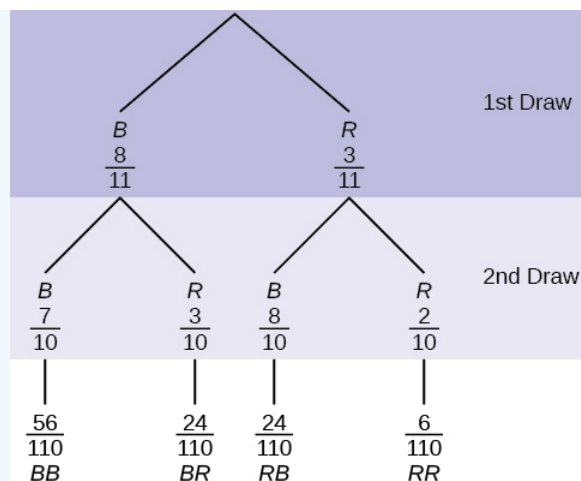 1st Draw
B R
8/11 3/11
2nd Draw
B R B R
7/10 3/10 8/10 2/10
56/110 24/110 24/110 6/110
BB BR RB RR